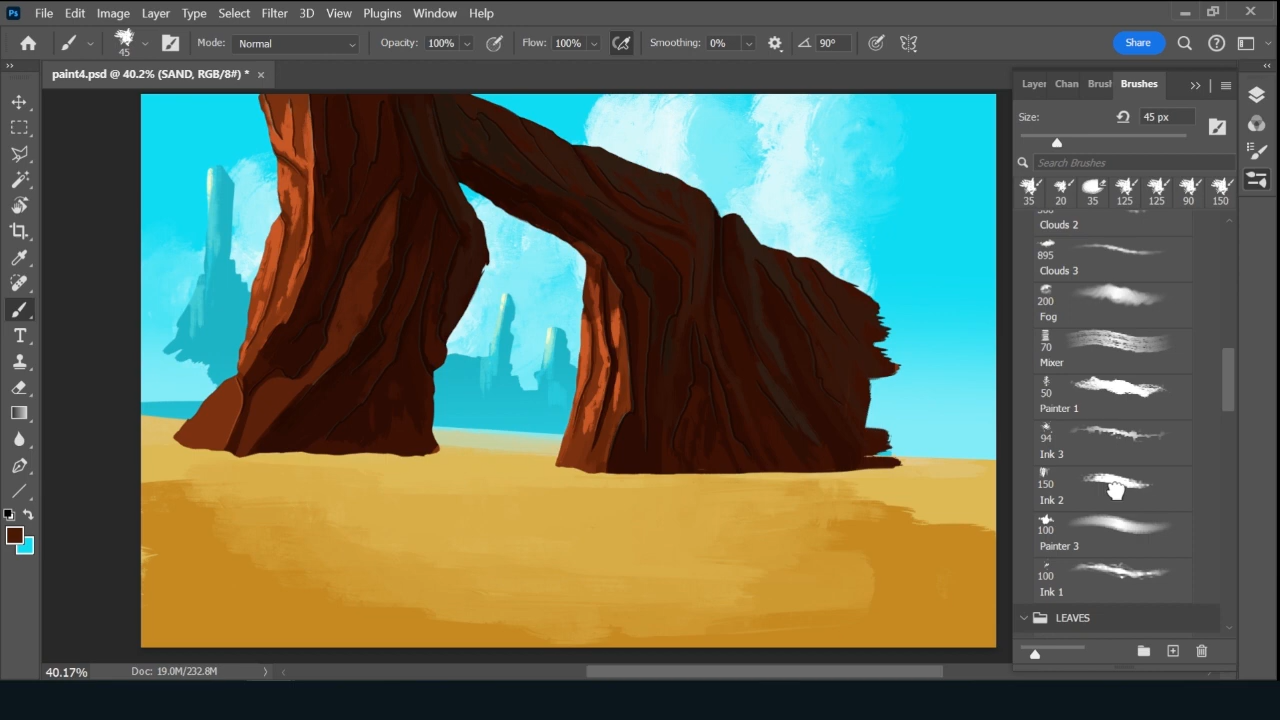 Ps File Edit Image Layer Type Select Filter 3D View Plugins Window Help
45 Mode: Normal Opacity: 100% Flow: 100% Smoothing: 0% 90° Share
paint4.psd @ 40.2% (SAND, RGB/8#) * ×
Layer Chan Brush Brushes
Size: 45 px
Search Brushes
35 20 35 125 125 90 150
Clouds 2
895
Clouds 3
200
Fog
70
Mixer
50
Painter 1
94
Ink 3
150
Ink 2
100
Painter 3
100
Ink 1
LEAVES
40.17% Doc: 19.0M/232.8M